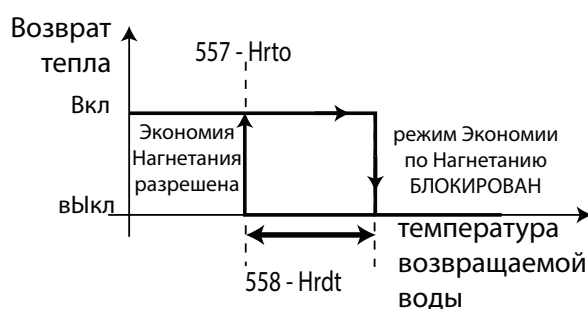 Возврат
тепла
557 - Hrto
Вкл
Экономия
Нагнетания
разрешена
режим Экономии
по Нагнетанию
БЛОКИРОВАН
вЫкл
температура
возвращаемой
воды
558 - Hrdt